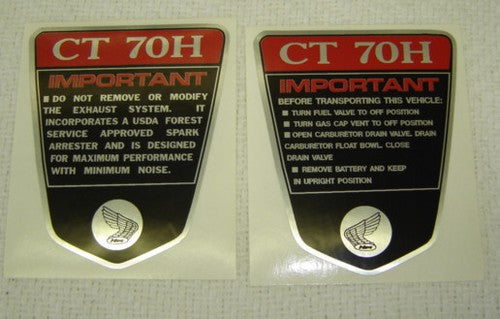 CT 70H
IMPORTANT
■ DO NOT REMOVE OR MODIFY
THE EXHAUST SYSTEM. IT
INCORPORATES A USDA FOREST
SERVICE APPROVED SPARK
ARRESTER AND IS DESIGNED
FOR MAXIMUM PERFORMANCE
WITH MINIMUM NOISE.
CT 70H
IMPORTANT
BEFORE TRANSPORTING THIS VEHICLE:
■ TURN FUEL VALVE TO OFF POSITION
■ TURN GAS CAP VENT TO OFF POSITION
■ OPEN CARBURETOR DRAIN VALVE. DRAIN
CARBURETOR FLOAT BOWL. CLOSE
DRAIN VALVE
■ REMOVE BATTERY AND KEEP
IN UPRIGHT POSITION